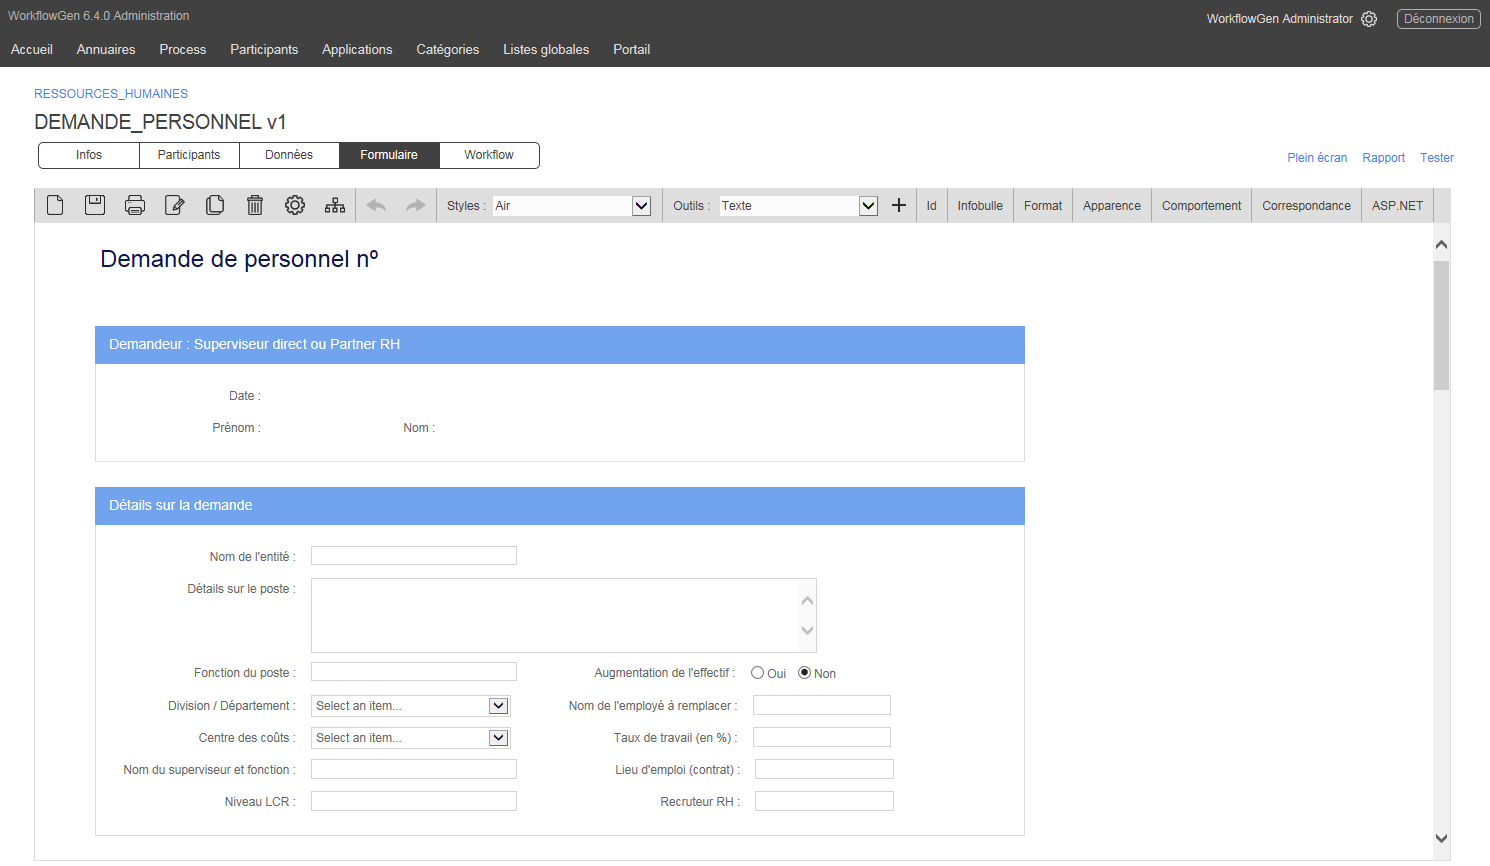 WorkflowGen 6.4.0 Administration
WorkflowGen Administrator Déconnexion
Accueil Annuaires Process Participants Applications Catégories Listes globales Portail
RESSOURCES_HUMAINES
DEMANDE_PERSONNEL v1
Infos Participants Données Formulaire Workflow
Plein écran Rapport Tester
Styles : Air Outils : Texte Id Infobulle Format Apparence Comportement Correspondance ASP.NET
Demande de personnel nº
Demandeur : Superviseur direct ou Partner RH
Date :
Prénom : Nom :
Détails sur la demande
Nom de l'entité :
Détails sur le poste :
Fonction du poste : Augmentation de l'effectif : Oui Non
Division / Département : Select an item... Nom de l'employé à remplacer :
Centre des coûts : Select an item... Taux de travail (en %) :
Nom du superviseur et fonction : Lieu d'emploi (contrat) :
Niveau LCR : Recruteur RH :